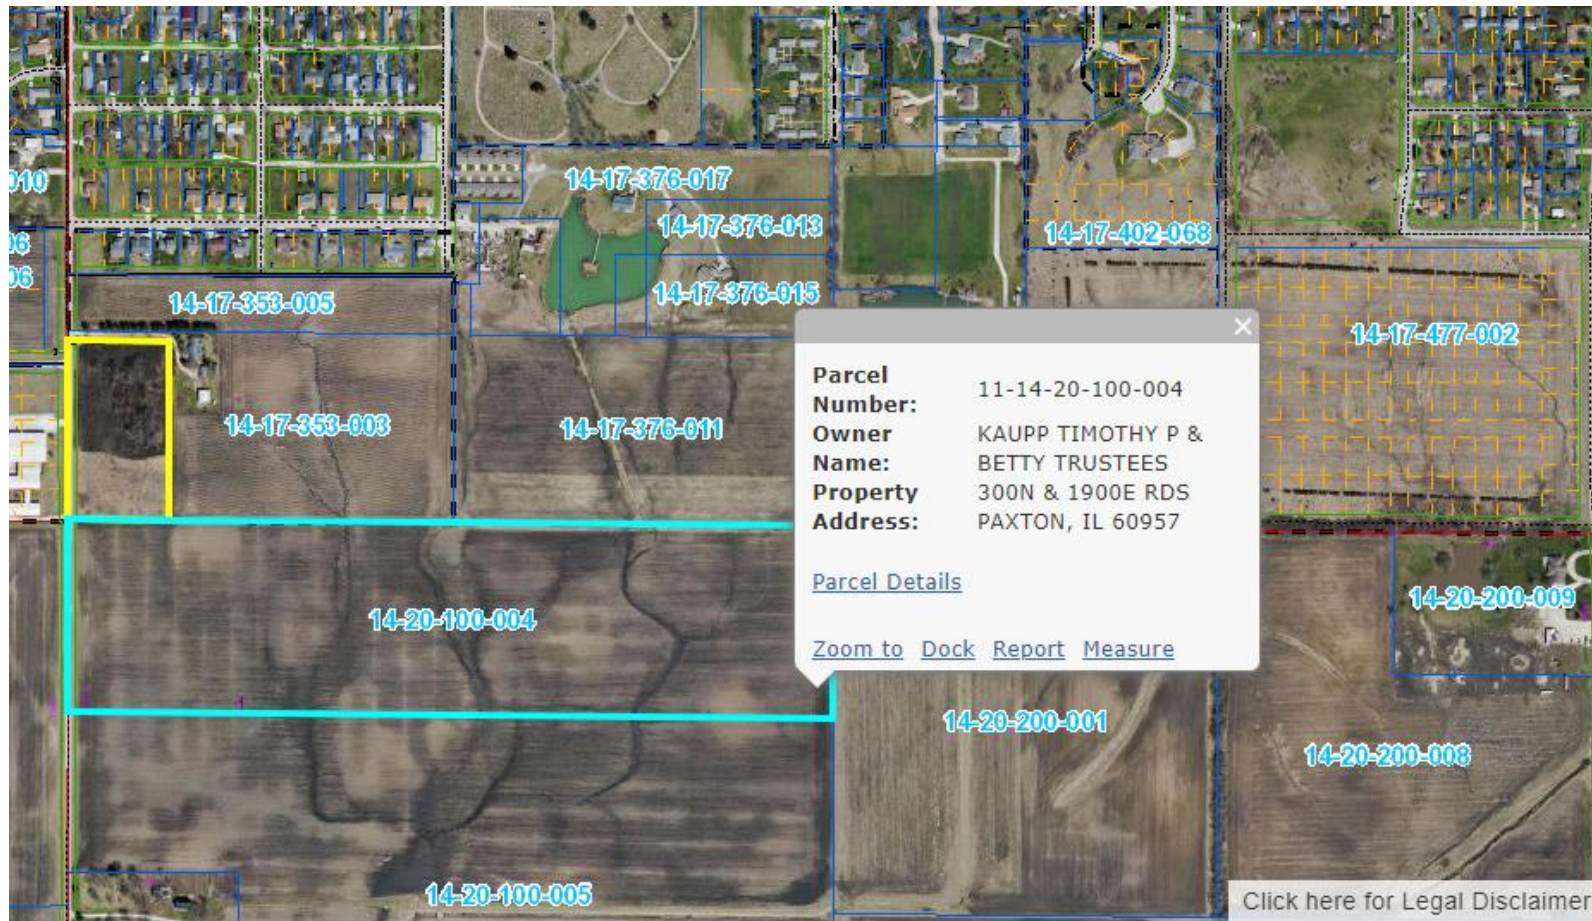 14-17-376-017
010
14-17-376-013
06
14-17-402-068
06
14-17-376-015
14-17-353-005
14-17-477-002
14-17-353-003
14-17-376-011
×
Parcel Number: 11-14-20-100-004
Owner Name: KAUPP TIMOTHY P &
BETTY TRUSTEES
Property Address: 300N & 1900E RDS
PAXTON, IL 60957
Parcel Details
Zoom to Dock Report Measure
14-20-200-009
14-20-100-004
14-20-200-001
14-20-200-008
14-20-100-005
Click here for Legal Disclaimer